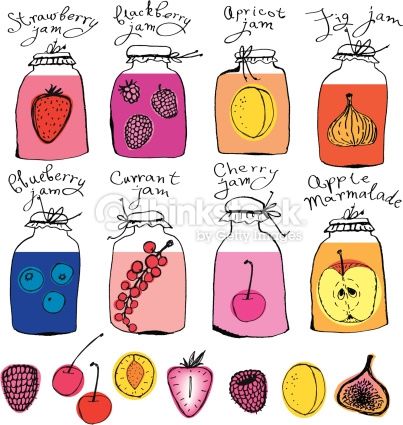 Strawberry
jam
blackberry
jam
Apricot
jam
Fig jam
blueberry
jam
Currant
jam
Cherry
jam
Apple
Marmalade
Thinkstock
by Getty Images